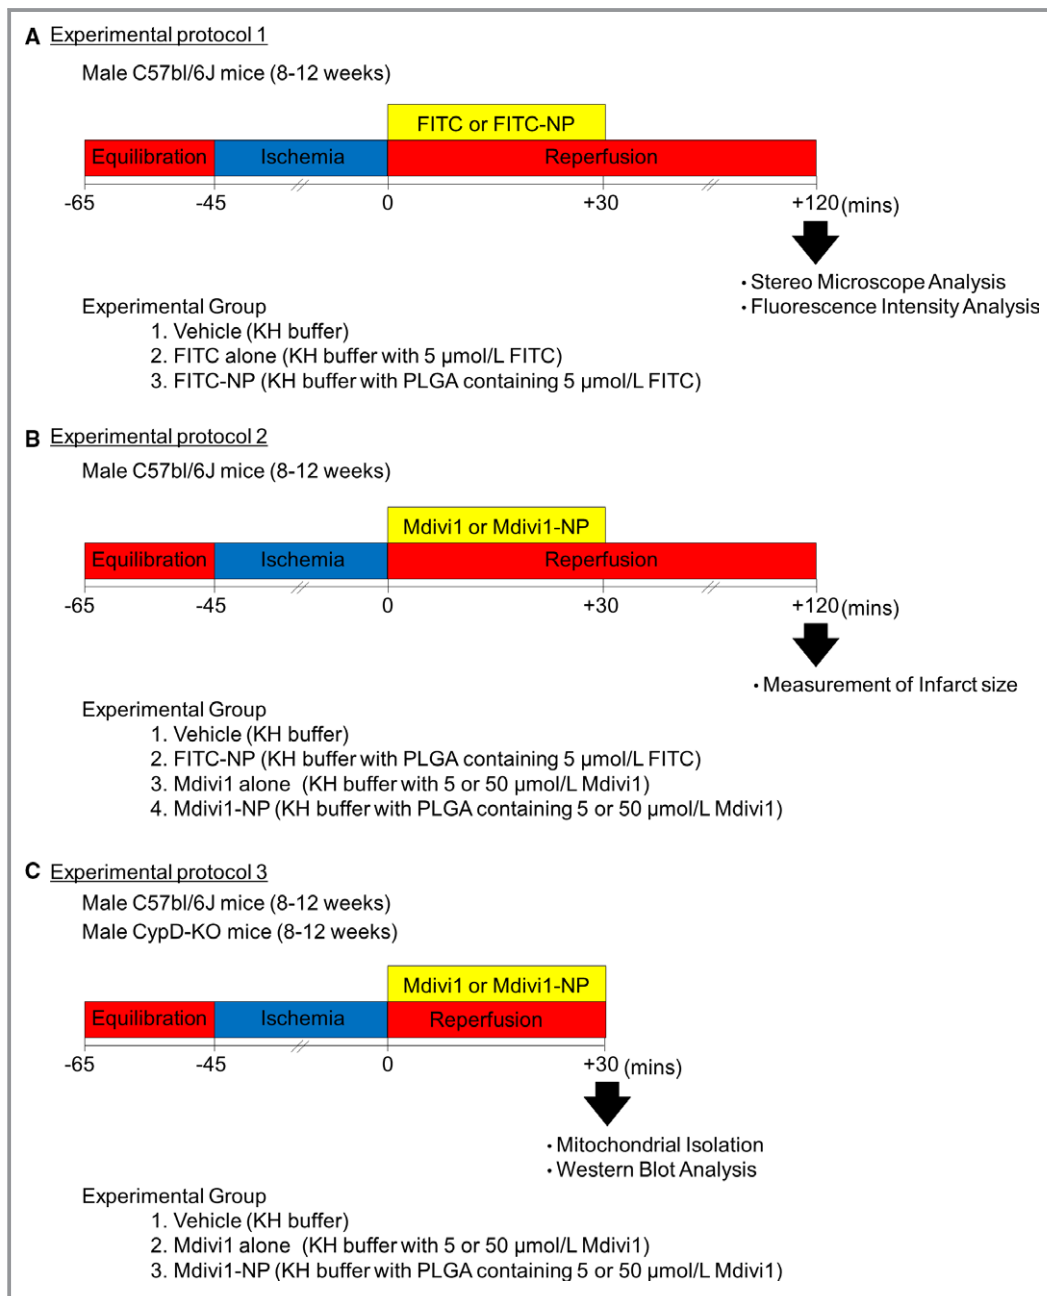 A Experimental protocol 1
Male C57bl/6J mice (8-12 weeks)
FITC or FITC-NP
Equilibration Ischemia Reperfusion
-65 -45 0 +30 +120 (mins)
• Stereo Microscope Analysis
• Fluorescence Intensity Analysis
Experimental Group
1. Vehicle (KH buffer)
2. FITC alone (KH buffer with 5 µmol/L FITC)
3. FITC-NP (KH buffer with PLGA containing 5 µmol/L FITC)
B Experimental protocol 2
Male C57bl/6J mice (8-12 weeks)
Mdivi1 or Mdivi1-NP
Equilibration Ischemia Reperfusion
-65 -45 0 +30 +120 (mins)
• Measurement of Infarct size
Experimental Group
1. Vehicle (KH buffer)
2. FITC-NP (KH buffer with PLGA containing 5 µmol/L FITC)
3. Mdivi1 alone (KH buffer with 5 or 50 µmol/L Mdivi1)
4. Mdivi1-NP (KH buffer with PLGA containing 5 or 50 µmol/L Mdivi1)
C Experimental protocol 3
Male C57bl/6J mice (8-12 weeks)
Male CypD-KO mice (8-12 weeks)
Mdivi1 or Mdivi1-NP
Equilibration Ischemia Reperfusion
-65 -45 0 +30 (mins)
• Mitochondrial Isolation
• Western Blot Analysis
Experimental Group
1. Vehicle (KH buffer)
2. Mdivi1 alone (KH buffer with 5 or 50 µmol/L Mdivi1)
3. Mdivi1-NP (KH buffer with PLGA containing 5 or 50 µmol/L Mdivi1)